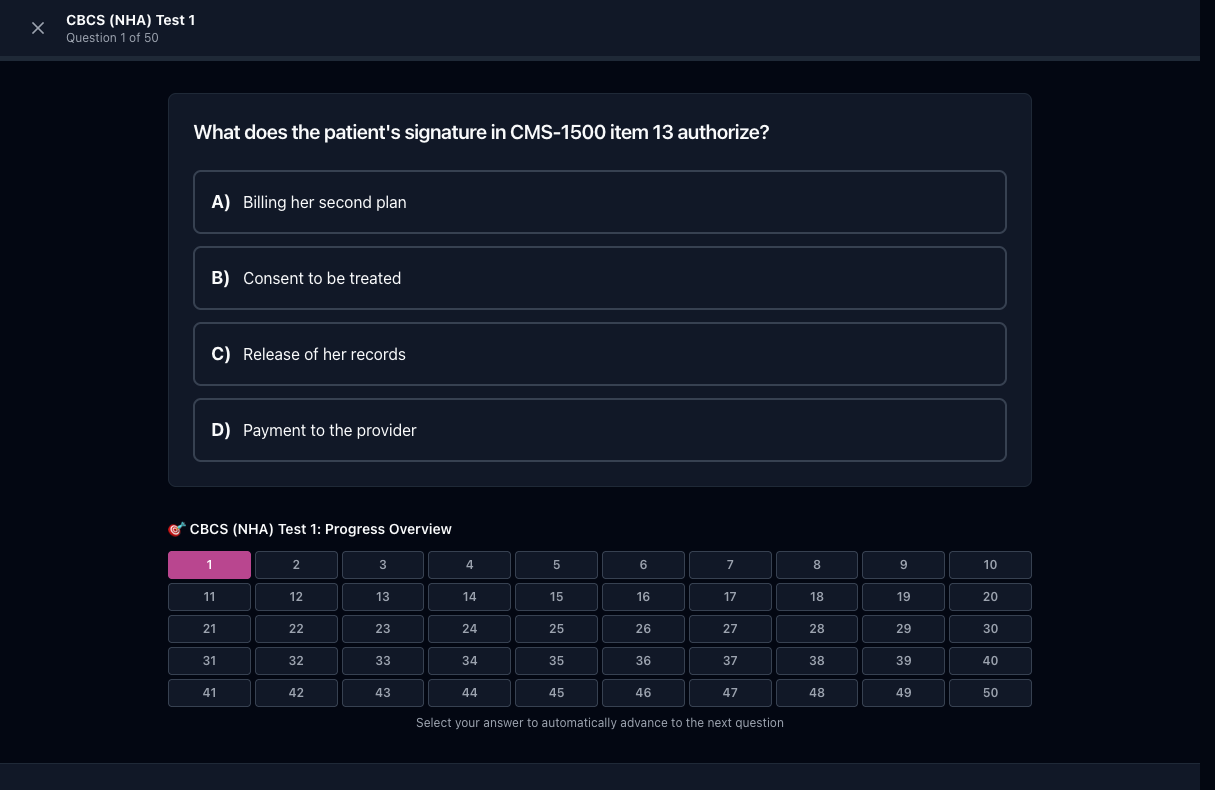 CBCS (NHA) Test 1
Question 1 of 50
What does the patient's signature in CMS-1500 item 13 authorize?
A) Billing her second plan
B) Consent to be treated
C) Release of her records
D) Payment to the provider
🎯 CBCS (NHA) Test 1: Progress Overview
1 2 3 4 5 6 7 8 9 10
11 12 13 14 15 16 17 18 19 20
21 22 23 24 25 26 27 28 29 30
31 32 33 34 35 36 37 38 39 40
41 42 43 44 45 46 47 48 49 50
Select your answer to automatically advance to the next question